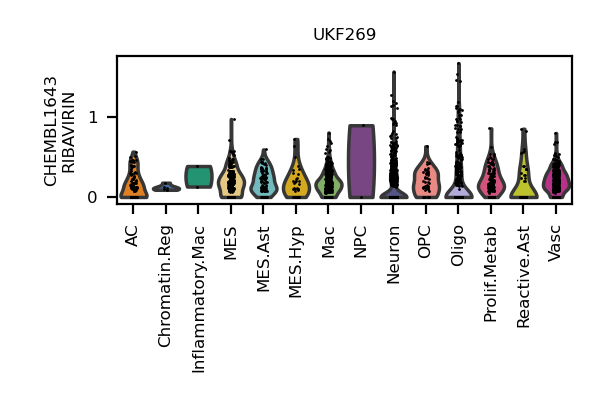 UKF269
CHEMBL1643
RIBAVIRIN
1
0
AC
Chromatin.Reg
Inflammatory.Mac
MES
MES.Ast
MES.Hyp
Mac
NPC
Neuron
OPC
Oligo
Prolif.Metab
Reactive.Ast
Vasc